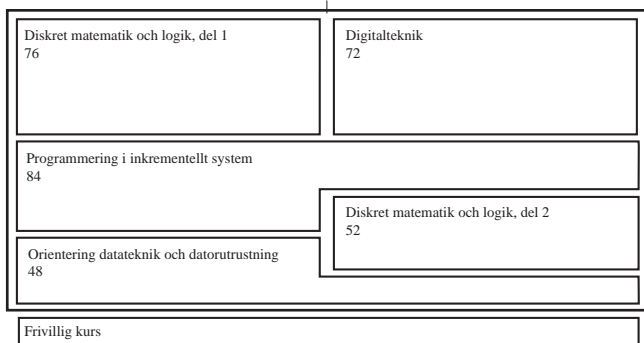 Diskret matematik och logik, del 1
76
Digitalteknik
72
Programmering i inkrementellt system
84
Diskret matematik och logik, del 2
52
Orientering datateknik och datorutrustning
48
Frivillig kurs